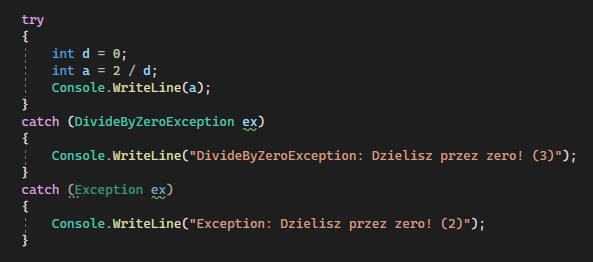 try
{
    int d = 0;
    int a = 2 / d;
    Console.WriteLine(a);
}
catch (DivideByZeroException ex)
{
    Console.WriteLine("DivideByZeroException: Dzielisz przez zero! (3)");
}
catch (Exception ex)
{
    Console.WriteLine("Exception: Dzielisz przez zero! (2)");
}